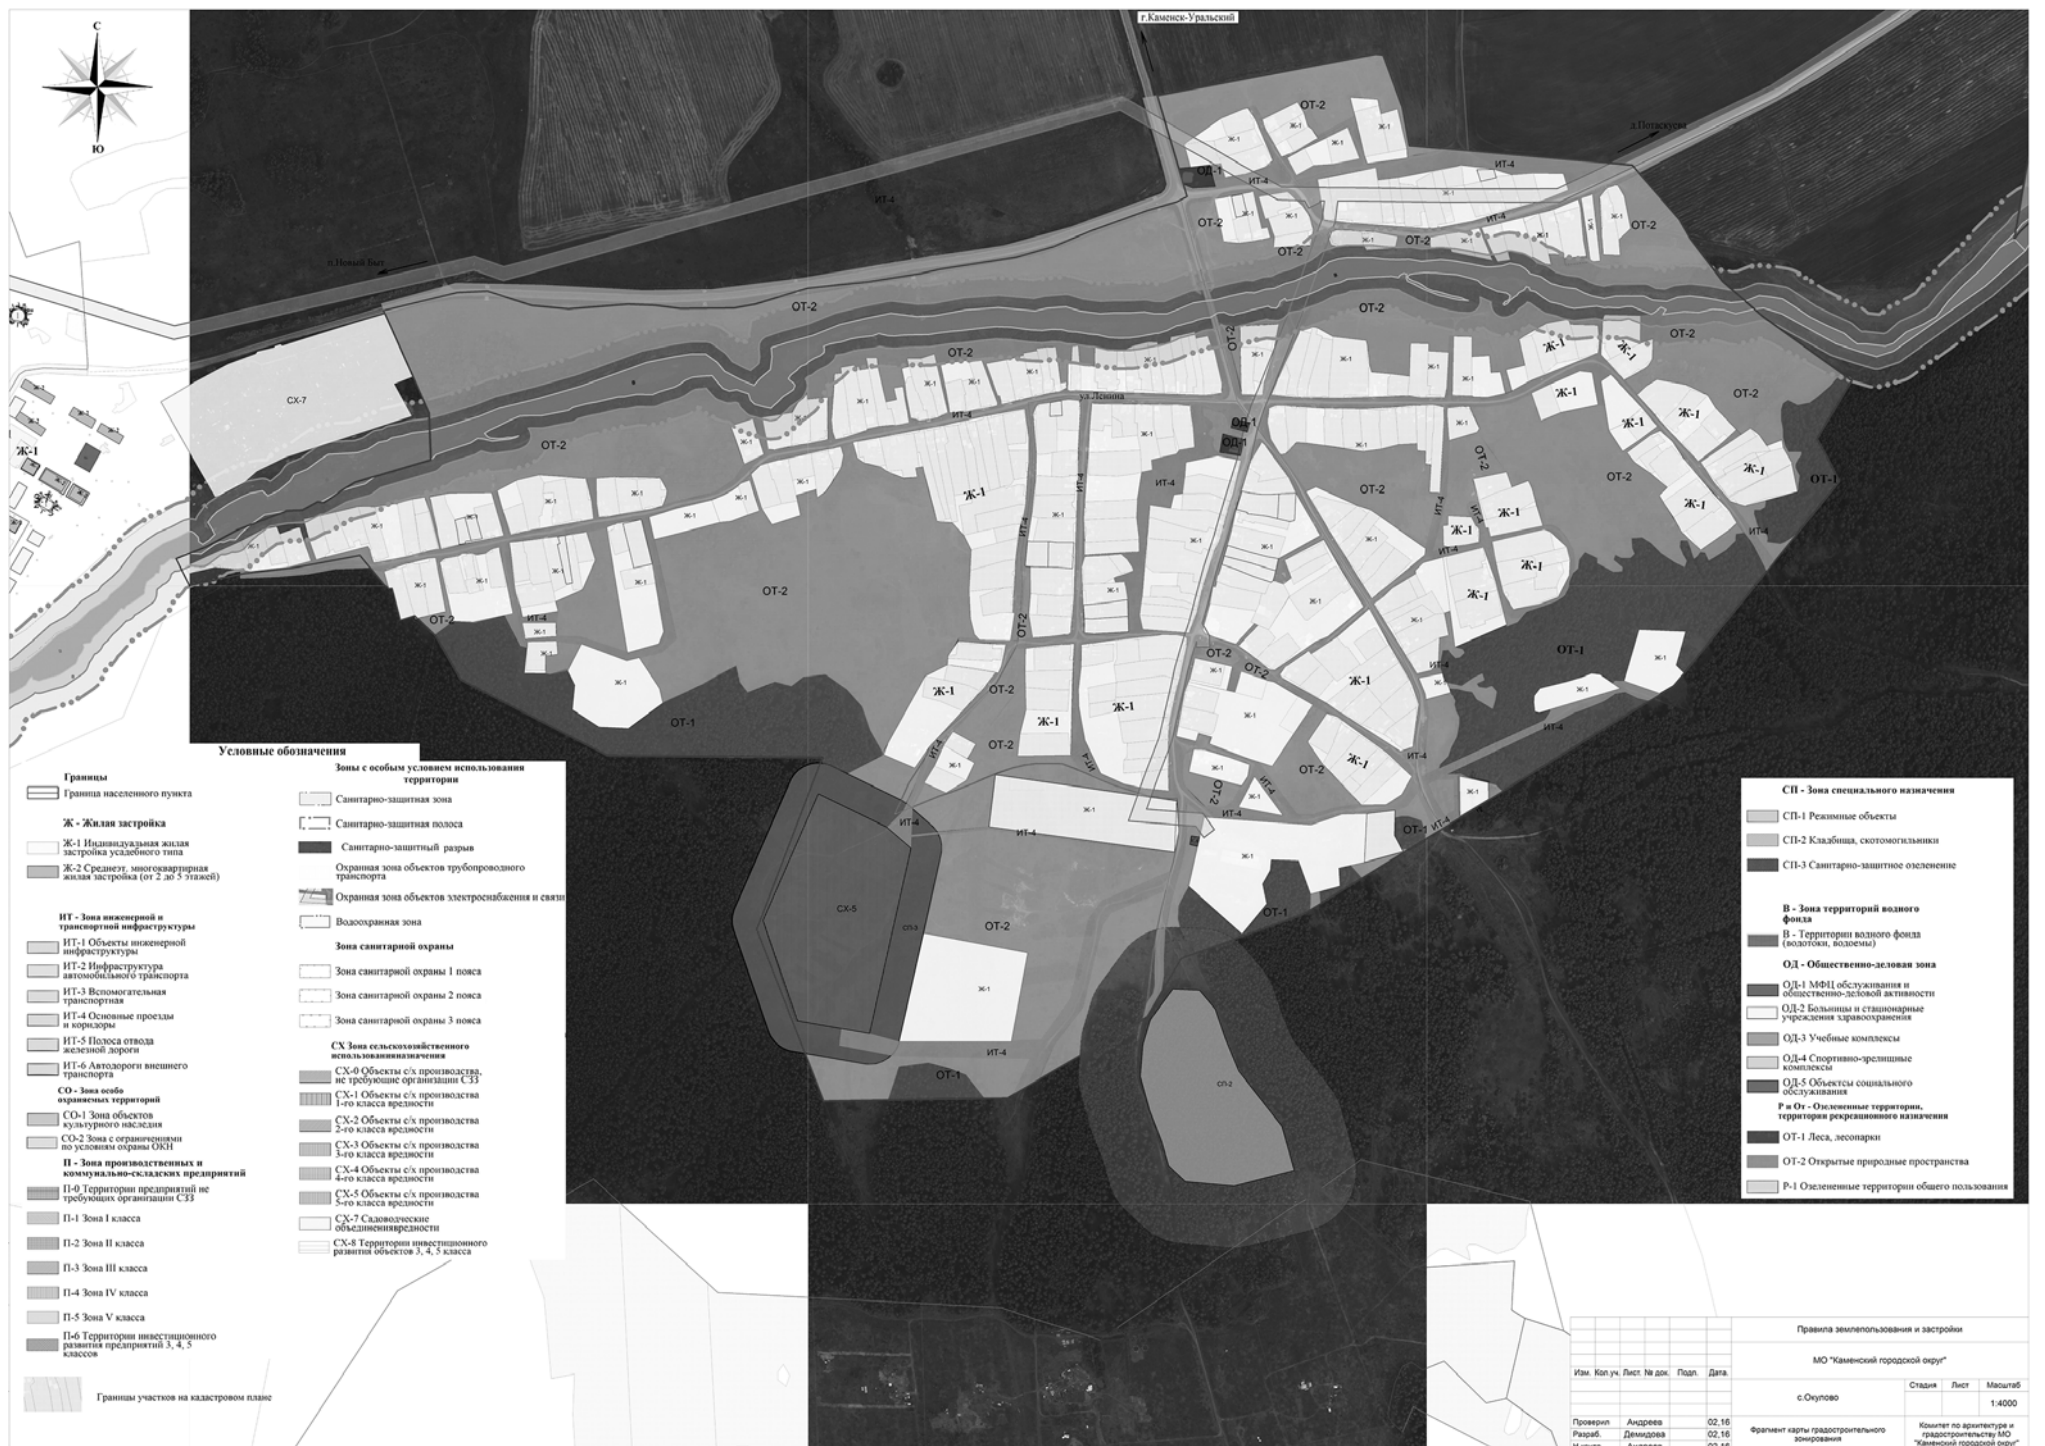 С
Ю
г.Каменск-Уральский
д.Потаскуева
п.Новый Быт
ул.Ленина
ОТ-2
Ж-1
ИТ-4
ОД-1
ОТ-2
СХ-7
ОТ-2
ОТ-1
СХ-5
СП-3
СП-2
Условные обозначения
Границы
Граница населенного пункта
Ж - Жилая застройка
Ж-1 Индивидуальная жилая
застройка усадебного типа
Ж-2 Среднеэт. многоквартирная
жилая застройка (от 2 до 5 этажей)
ИТ - Зона инженерной и
транспортной инфраструктуры
ИТ-1 Объекты инженерной
инфраструктуры
ИТ-2 Инфраструктура
автомобильного транспорта
ИТ-3 Вспомогательная
транспортная
ИТ-4 Основные проезды
и коридоры
ИТ-5 Полоса отвода
железной дороги
ИТ-6 Автодороги внешнего
транспорта
СО - Зона особо
охраняемых территорий
СО-1 Зона объектов
культурного наследия
СО-2 Зона с ограничениями
по условиям охраны ОКН
П - Зона производственных и
коммунально-складских предприятий
П-0 Территории предприятий не
требующих организации СЗЗ
П-1 Зона I класса
П-2 Зона II класса
П-3 Зона III класса
П-4 Зона IV класса
П-5 Зона V класса
П-6 Территории инвестиционного
развития предприятий 3, 4, 5
классов
Границы участков на кадастровом плане
Зоны с особым условием использования
территории
Санитарно-защитная зона
Санитарно-защитная полоса
Санитарно-защитный разрыв
Охранная зона объектов трубопроводного
транспорта
Охранная зона объектов электроснабжения и связи
Водоохранная зона
Зона санитарной охраны
Зона санитарной охраны 1 пояса
Зона санитарной охраны 2 пояса
Зона санитарной охраны 3 пояса
СХ Зона сельскохозяйственного
использованияназначения
СХ-0 Объекты с/х производства,
не требующие организации СЗЗ
СХ-1 Объекты с/х производства
1-го класса вредности
СХ-2 Объекты с/х производства
2-го класса вредности
СХ-3 Объекты с/х производства
3-го класса вредности
СХ-4 Объекты с/х производства
4-го класса вредности
СХ-5 Объекты с/х производства
5-го класса вредности
СХ-7 Садоводческие
объединениявредности
СХ-8 Территории инвестиционного
развития объектов 3, 4, 5 класса
СП - Зона специального назначения
СП-1 Режимные объекты
СП-2 Кладбища, скотомогильники
СП-3 Санитарно-защитное озеленение
В - Зона территорий водного
фонда
В - Территории водного фонда
(водотоки, водоемы)
ОД - Общественно-деловая зона
ОД-1 МФЦ обслуживания и
общественно-деловой активности
ОД-2 Больницы и стационарные
учреждения здравоохранения
ОД-3 Учебные комплексы
ОД-4 Спортивно-зрелищные
комплексы
ОД-5 Объектсы социального
обслуживания
Р и От - Озелененные территории,
территории рекреационного назначения
ОТ-1 Леса, лесопарки
ОТ-2 Открытые природные пространства
Р-1 Озелененные территории общего пользования
Правила землепользования и застройки
МО "Каменский городской округ"
Изм. Кол.уч. Лист. № док. Подп. Дата.
с.Окулово
Стадия Лист Масштаб
1:4000
Проверил Андреев 02,16
Разраб. Демидова 02,16
Фрагмент карты градостроительного
зонирования
Комитет по архитектуре и
градостроительству МО
"Каменский городской округ"